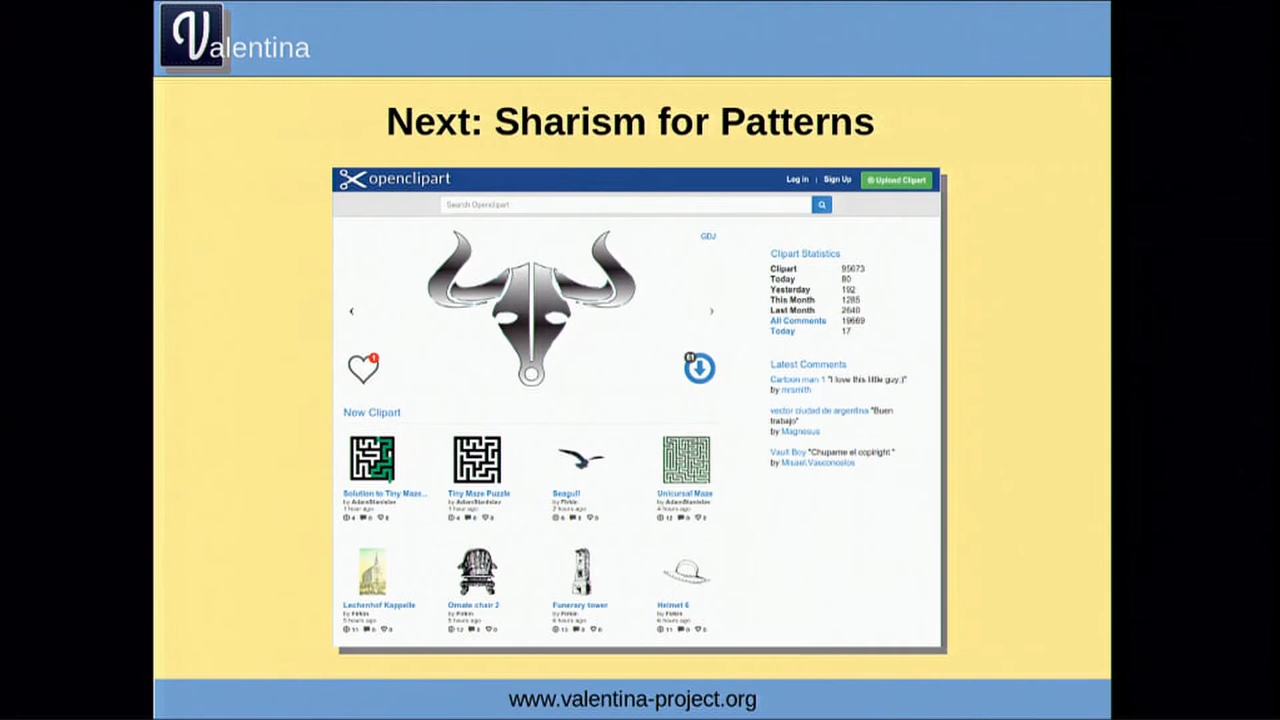 Valentina
Next: Sharism for Patterns
openclipart
Log in | Sign Up Upload Clipart
Search Openclipart
GDJ
Clipart Statistics
Clipart 95673
Today 80
Yesterday 192
This Month 1285
Last Month 2640
All Comments 19669
Today 17
1
61
Latest Comments
Cartoon man 1 "I love this little guy:)"
by mrsmith
vector ciudad de argentina "Buen
trabajo"
by Magnesus
Vault Boy "Chupame el copiright "
by Misael.Vasconcelos
New Clipart
Solution to Tiny Maze... Tiny Maze Puzzle Seagull Unicursal Maze
by AdamStanislav by AdamStanislav by Firkin by AdamStanislav
1 hour ago 1 hour ago 2 hours ago 4 hours ago
Lechenhof Kappelle Ornate chair 2 Funerary tower Helmet 6
by Firkin by Firkin by Firkin by Firkin
5 hours ago 5 hours ago 6 hours ago 6 hours ago
www.valentina-project.org